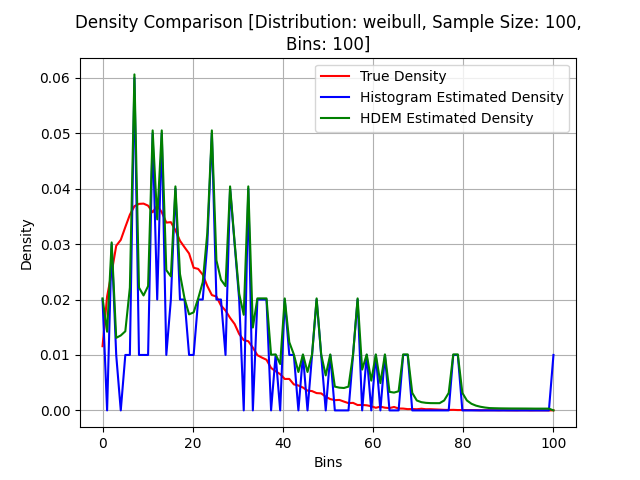 Density Comparison [Distribution: weibull, Sample Size: 100,
Bins: 100]
True Density
Histogram Estimated Density
HDEM Estimated Density
Density
0.06
0.05
0.04
0.03
0.02
0.01
0.00
0 20 40 60 80 100
Bins